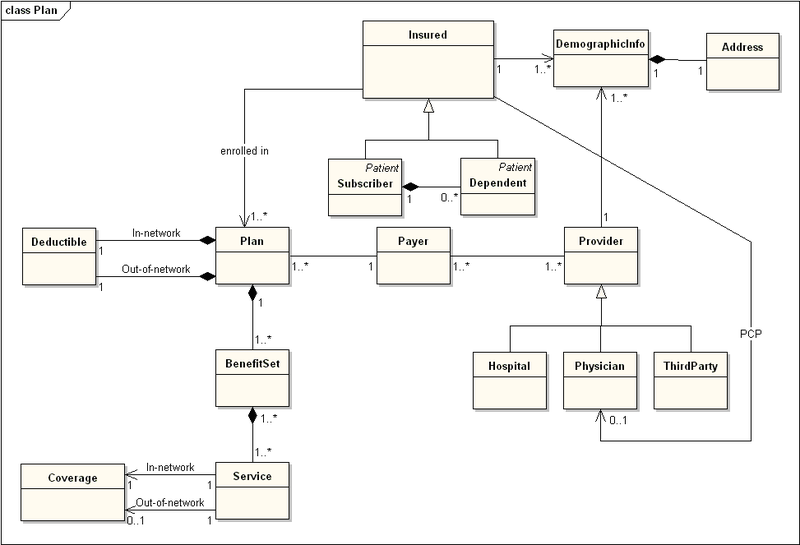 class Plan
Insured
DemographicInfo
Address
1
1..*
1
1
1..*
enrolled in
Patient
Subscriber
Patient
Dependent
1
0..*
1..*
1
Deductible
In-network
1
Out-of-network
1
Plan
1..*
1
Payer
1..*
1..*
Provider
1
1..*
PCP
BenefitSet
Hospital
Physician
ThirdParty
1..*
0..1
1..*
Coverage
In-network
1
1
Out-of-network
0..1
1
Service